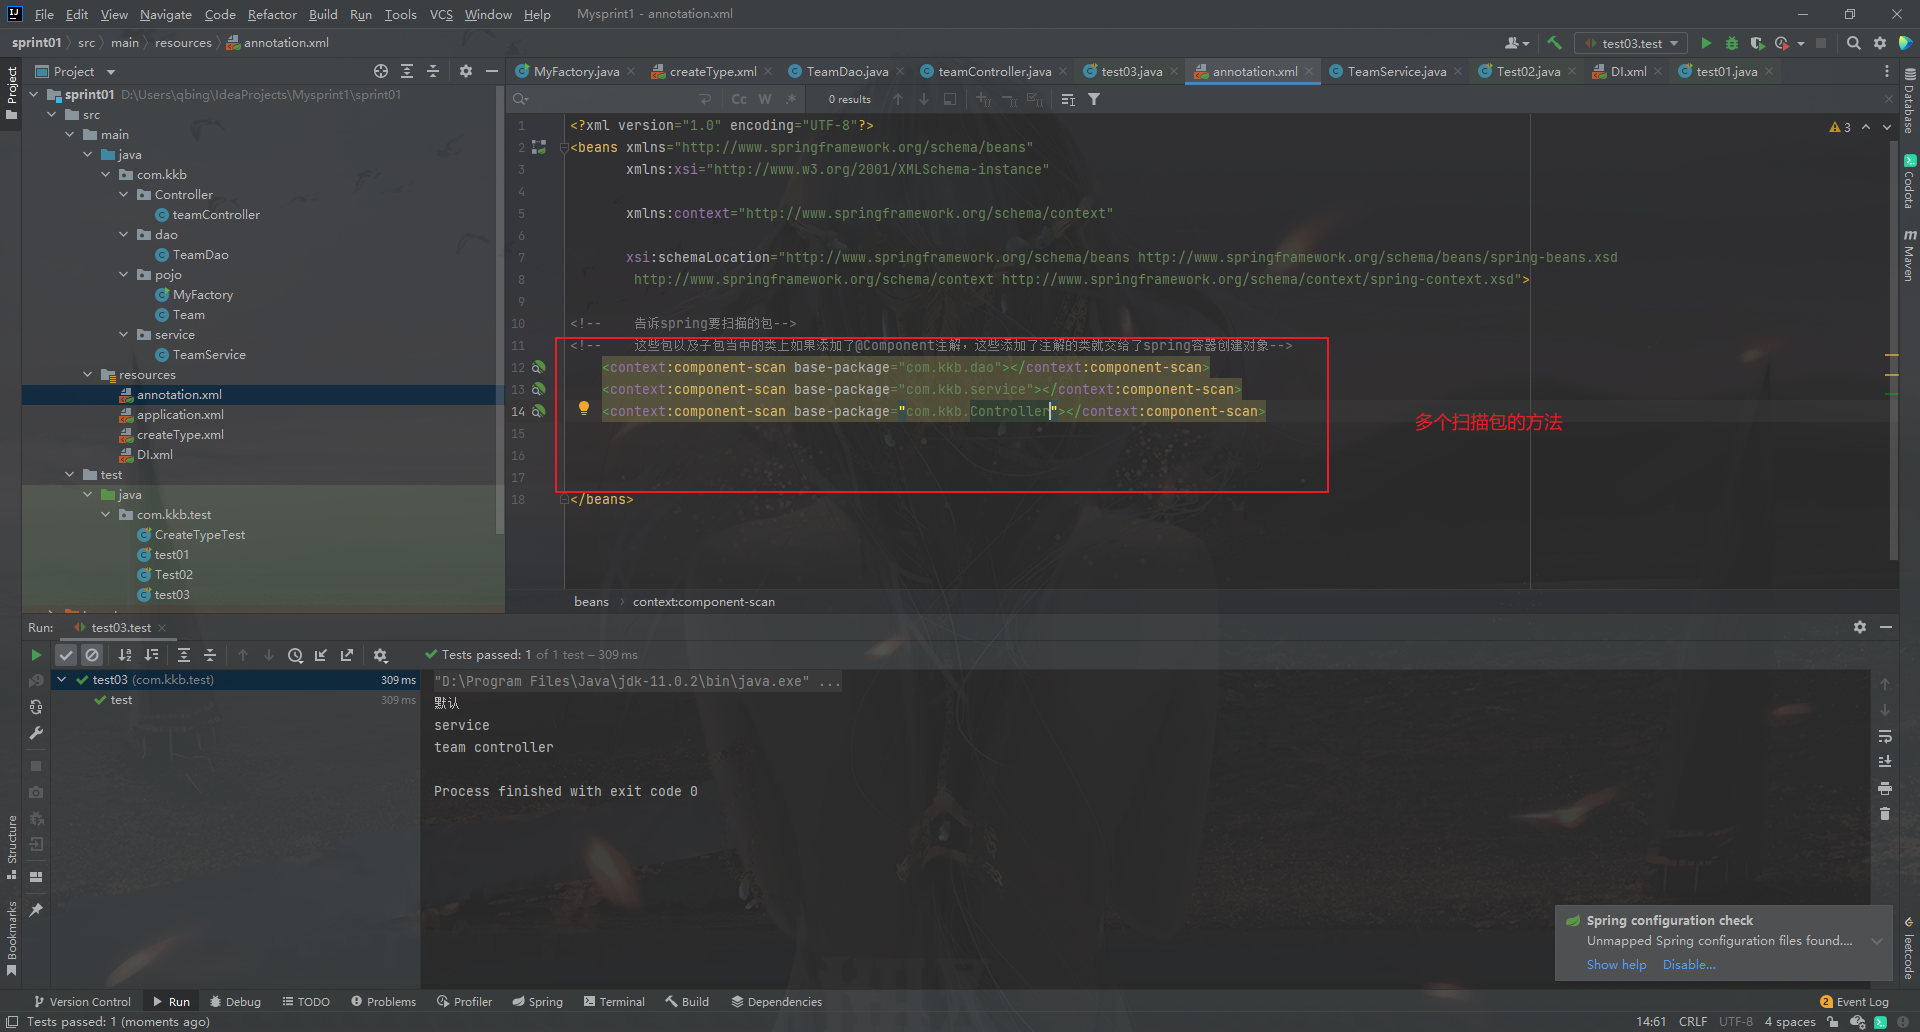 File Edit View Navigate Code Refactor Build Run Tools VCS Window Help Mysprint1 - annotation.xml
sprint01 src main resources annotation.xml
test03.test
Project
MyFactory.java createType.xml TeamDao.java teamController.java test03.java annotation.xml TeamService.java Test02.java DI.xml test01.java
Cc W .* 0 results
Project
sprint01 D:\Users\qbing\IdeaProjects\Mysprint1\sprint01
src
main
java
com.kkb
Controller
teamController
dao
TeamDao
pojo
MyFactory
Team
service
TeamService
resources
annotation.xml
application.xml
createType.xml
DI.xml
test
java
com.kkb.test
CreateTypeTest
test01
Test02
test03
1 <?xml version="1.0" encoding="UTF-8"?>
2 <beans xmlns="http://www.springframework.org/schema/beans"
3 xmlns:xsi="http://www.w3.org/2001/XMLSchema-instance"
4
5 xmlns:context="http://www.springframework.org/schema/context"
6
7 xsi:schemaLocation="http://www.springframework.org/schema/beans http://www.springframework.org/schema/beans/spring-beans.xsd
8 http://www.springframework.org/schema/context http://www.springframework.org/schema/context/spring-context.xsd">
9
10 <!-- 告诉spring要扫描的包-->
11 <!-- 这些包以及子包当中的类上如果添加了@Component注解，这些添加了注解的类就交给了spring容器创建对象-->
12 <context:component-scan base-package="com.kkb.dao"></context:component-scan>
13 <context:component-scan base-package="com.kkb.service"></context:component-scan>
14 <context:component-scan base-package="com.kkb.Controller"></context:component-scan>
15
16
17
18 </beans>
多个扫描包的方法
3
Database
Codota
Maven
beans context:component-scan
Run: test03.test
Tests passed: 1 of 1 test – 309 ms
test03 (com.kkb.test) 309 ms
test 309 ms
"D:\Program Files\Java\jdk-11.0.2\bin\java.exe" ...
默认
service
team controller
Process finished with exit code 0
Structure
Bookmarks
leetcode
Spring configuration check
Unmapped Spring configuration files found....
Show help Disable...
Version Control Run Debug TODO Problems Profiler Spring Terminal Build Dependencies 2 Event Log
Tests passed: 1 (moments ago) 14:61 CRLF UTF-8 4 spaces